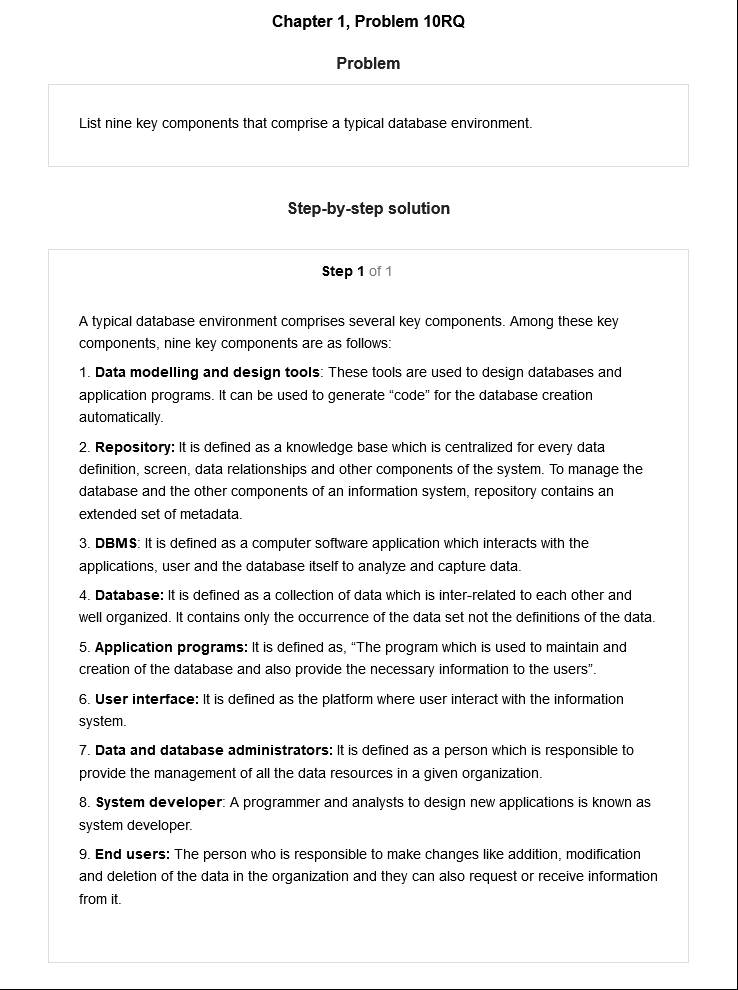 Chapter 1, Problem 10RQ
Problem
List nine key components that comprise a typical database environment.
Step-by-step solution
Step 1 of 1
A typical database environment comprises several key components. Among these key
components, nine key components are as follows:
1. Data modelling and design tools: These tools are used to design databases and
application programs. It can be used to generate “code” for the database creation
automatically.
2. Repository: It is defined as a knowledge base which is centralized for every data
definition, screen, data relationships and other components of the system. To manage the
database and the other components of an information system, repository contains an
extended set of metadata.
3. DBMS: It is defined as a computer software application which interacts with the
applications, user and the database itself to analyze and capture data.
4. Database: It is defined as a collection of data which is inter-related to each other and
well organized. It contains only the occurrence of the data set not the definitions of the data.
5. Application programs: It is defined as, “The program which is used to maintain and
creation of the database and also provide the necessary information to the users”.
6. User interface: It is defined as the platform where user interact with the information
system.
7. Data and database administrators: It is defined as a person which is responsible to
provide the management of all the data resources in a given organization.
8. System developer: A programmer and analysts to design new applications is known as
system developer.
9. End users: The person who is responsible to make changes like addition, modification
and deletion of the data in the organization and they can also request or receive information
from it.